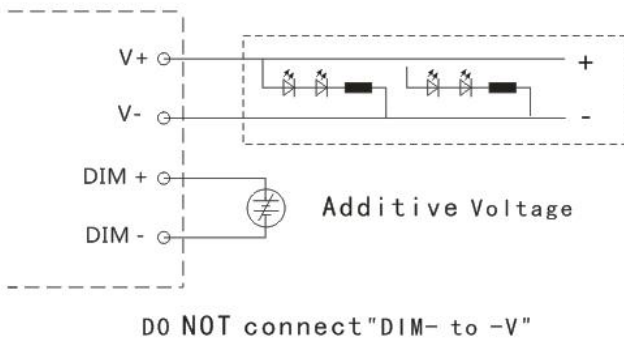 V+
+
V-
-
DIM +
Additive Voltage
DIM -
DO NOT connect"DIM- to -V"